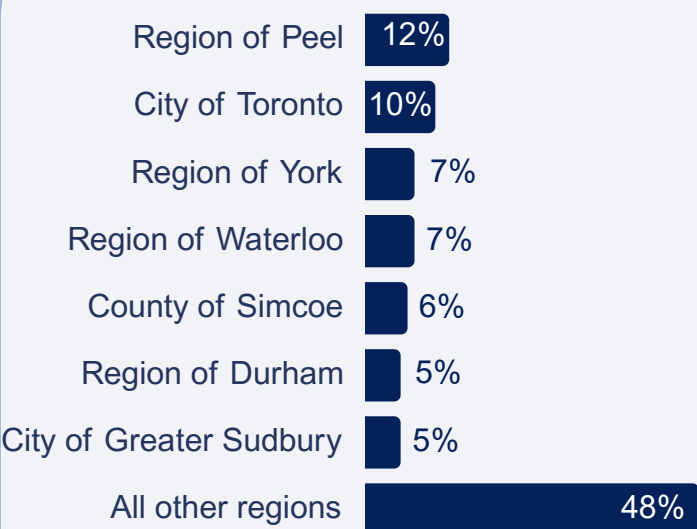 Region of Peel 12%
City of Toronto 10%
Region of York 7%
Region of Waterloo 7%
County of Simcoe 6%
Region of Durham 5%
City of Greater Sudbury 5%
All other regions 48%